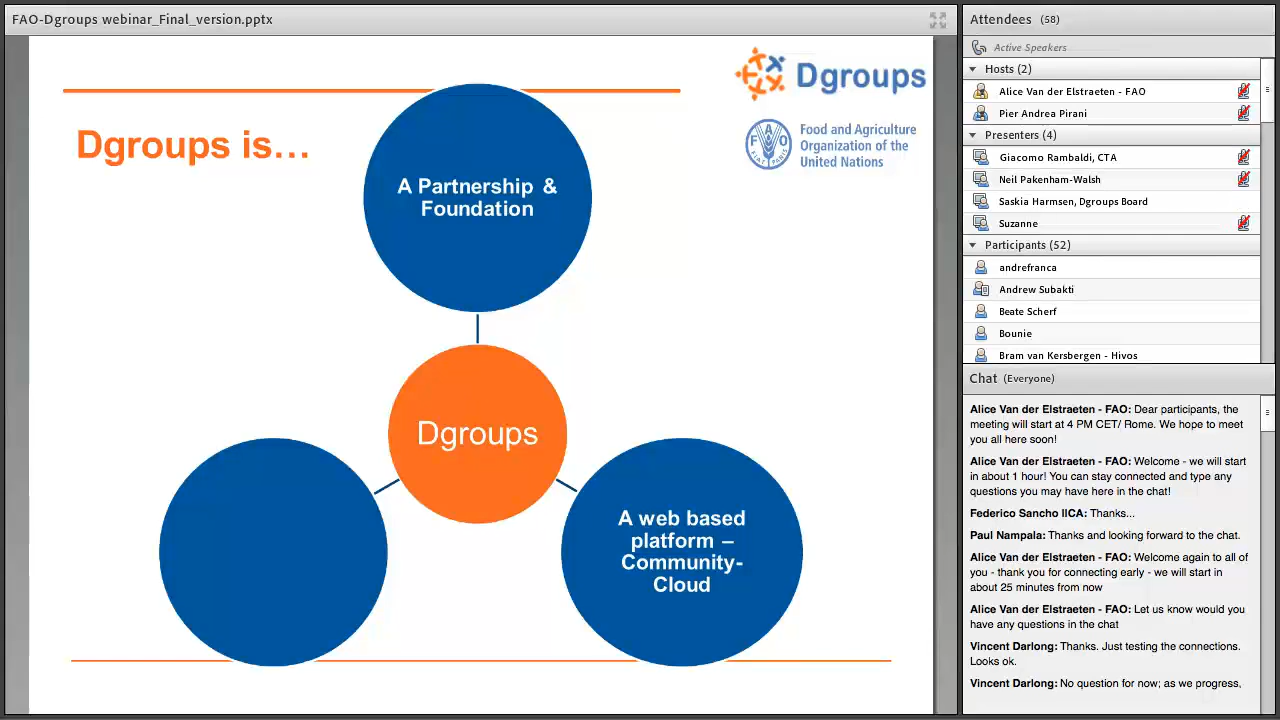 FAO-Dgroups webinar_Final_version.pptx
Dgroups
Food and Agriculture
Organization of the
United Nations
F A O
FIAT PANIS
Dgroups is...
A Partnership &
Foundation
Dgroups
A web based
platform –
Community-
Cloud
Attendees (58)
Active Speakers
Hosts (2)
Alice Van der Elstraeten - FAO
Pier Andrea Pirani
Presenters (4)
Giacomo Rambaldi, CTA
Neil Pakenham-Walsh
Saskia Harmsen, Dgroups Board
Suzanne
Participants (52)
andrefranca
Andrew Subakti
Beate Scherf
Bounie
Bram van Kersbergen - Hivos
Chat (Everyone)
Alice Van der Elstraeten - FAO: Dear participants, the
meeting will start at 4 PM CET/ Rome. We hope to meet
you all here soon!
Alice Van der Elstraeten - FAO: Welcome - we will start
in about 1 hour! You can stay connected and type any
questions you may have here in the chat!
Federico Sancho IICA: Thanks...
Paul Nampala: Thanks and looking forward to the chat.
Alice Van der Elstraeten - FAO: Welcome again to all of
you - thank you for connecting early - we will start in
about 25 minutes from now
Alice Van der Elstraeten - FAO: Let us know would you
have any questions in the chat
Vincent Darlong: Thanks. Just testing the connections.
Looks ok.
Vincent Darlong: No question for now; as we progress,